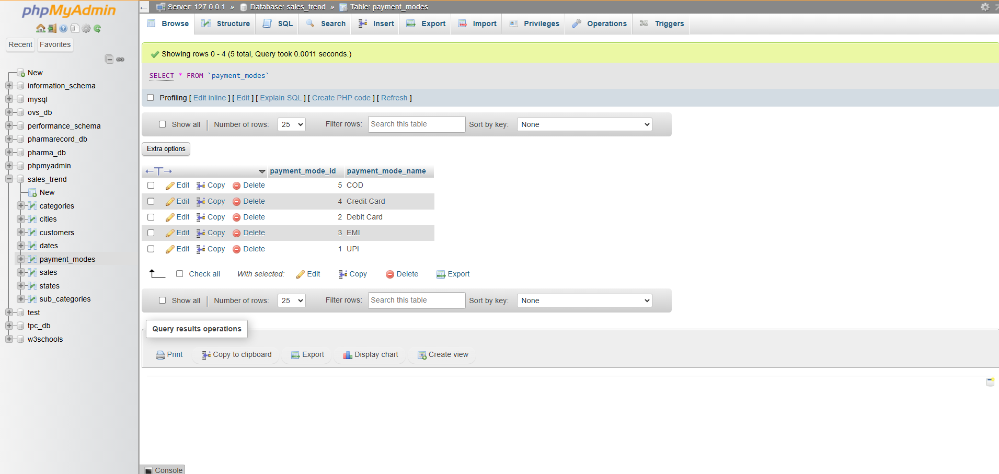 phpMyAdmin
Recent Favorites
New
information_schema
mysql
ovs_db
performance_schema
pharmarecord_db
pharma_db
phpmyadmin
sales_trend
New
categories
cities
customers
dates
payment_modes
sales
states
sub_categories
test
tpc_db
w3schools
Server: 127.0.0.1 » Database: sales_trend » Table: payment_modes
Browse Structure SQL Search Insert Export Import Privileges Operations Triggers
Showing rows 0 - 4 (5 total, Query took 0.0011 seconds.)
SELECT * FROM `payment_modes`
Profiling [ Edit inline ] [ Edit ] [ Explain SQL ] [ Create PHP code ] [ Refresh ]
Show all | Number of rows: 25 Filter rows: Search this table Sort by key: None
Extra options
←T→ payment_mode_id payment_mode_name
Edit Copy Delete 5 COD
Edit Copy Delete 4 Credit Card
Edit Copy Delete 2 Debit Card
Edit Copy Delete 3 EMI
Edit Copy Delete 1 UPI
Check all With selected: Edit Copy Delete Export
Show all | Number of rows: 25 Filter rows: Search this table Sort by key: None
Query results operations
Print Copy to clipboard Export Display chart Create view
Console